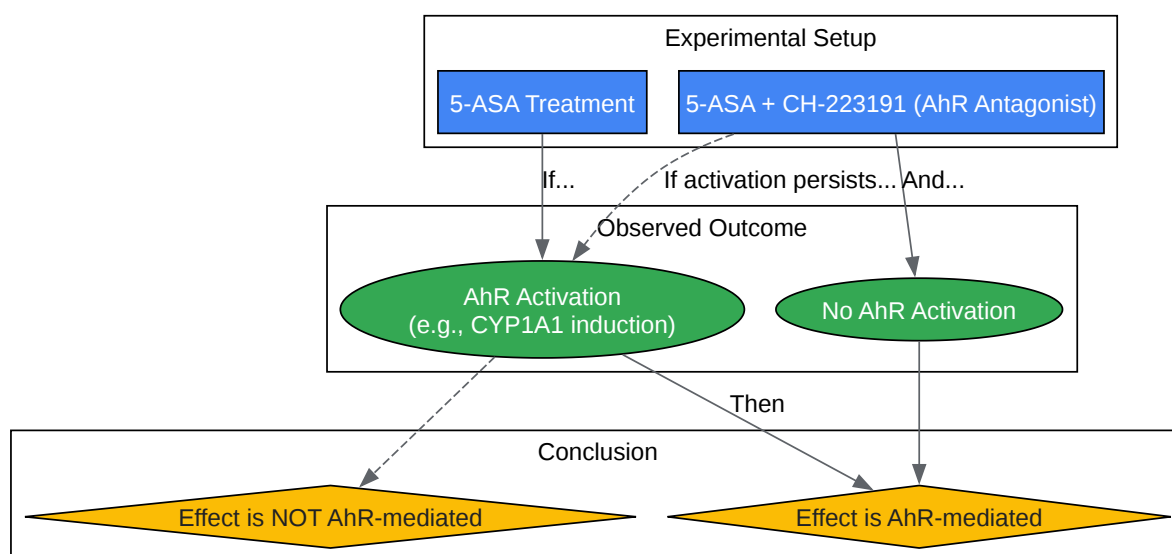 Experimental Setup
5-ASA Treatment
5-ASA + CH-223191 (AhR Antagonist)
If...
If activation persists...
And...
Observed Outcome
AhR Activation
(e.g., CYP1A1 induction)
No AhR Activation
Then
Conclusion
Effect is NOT AhR-mediated
Effect is AhR-mediated